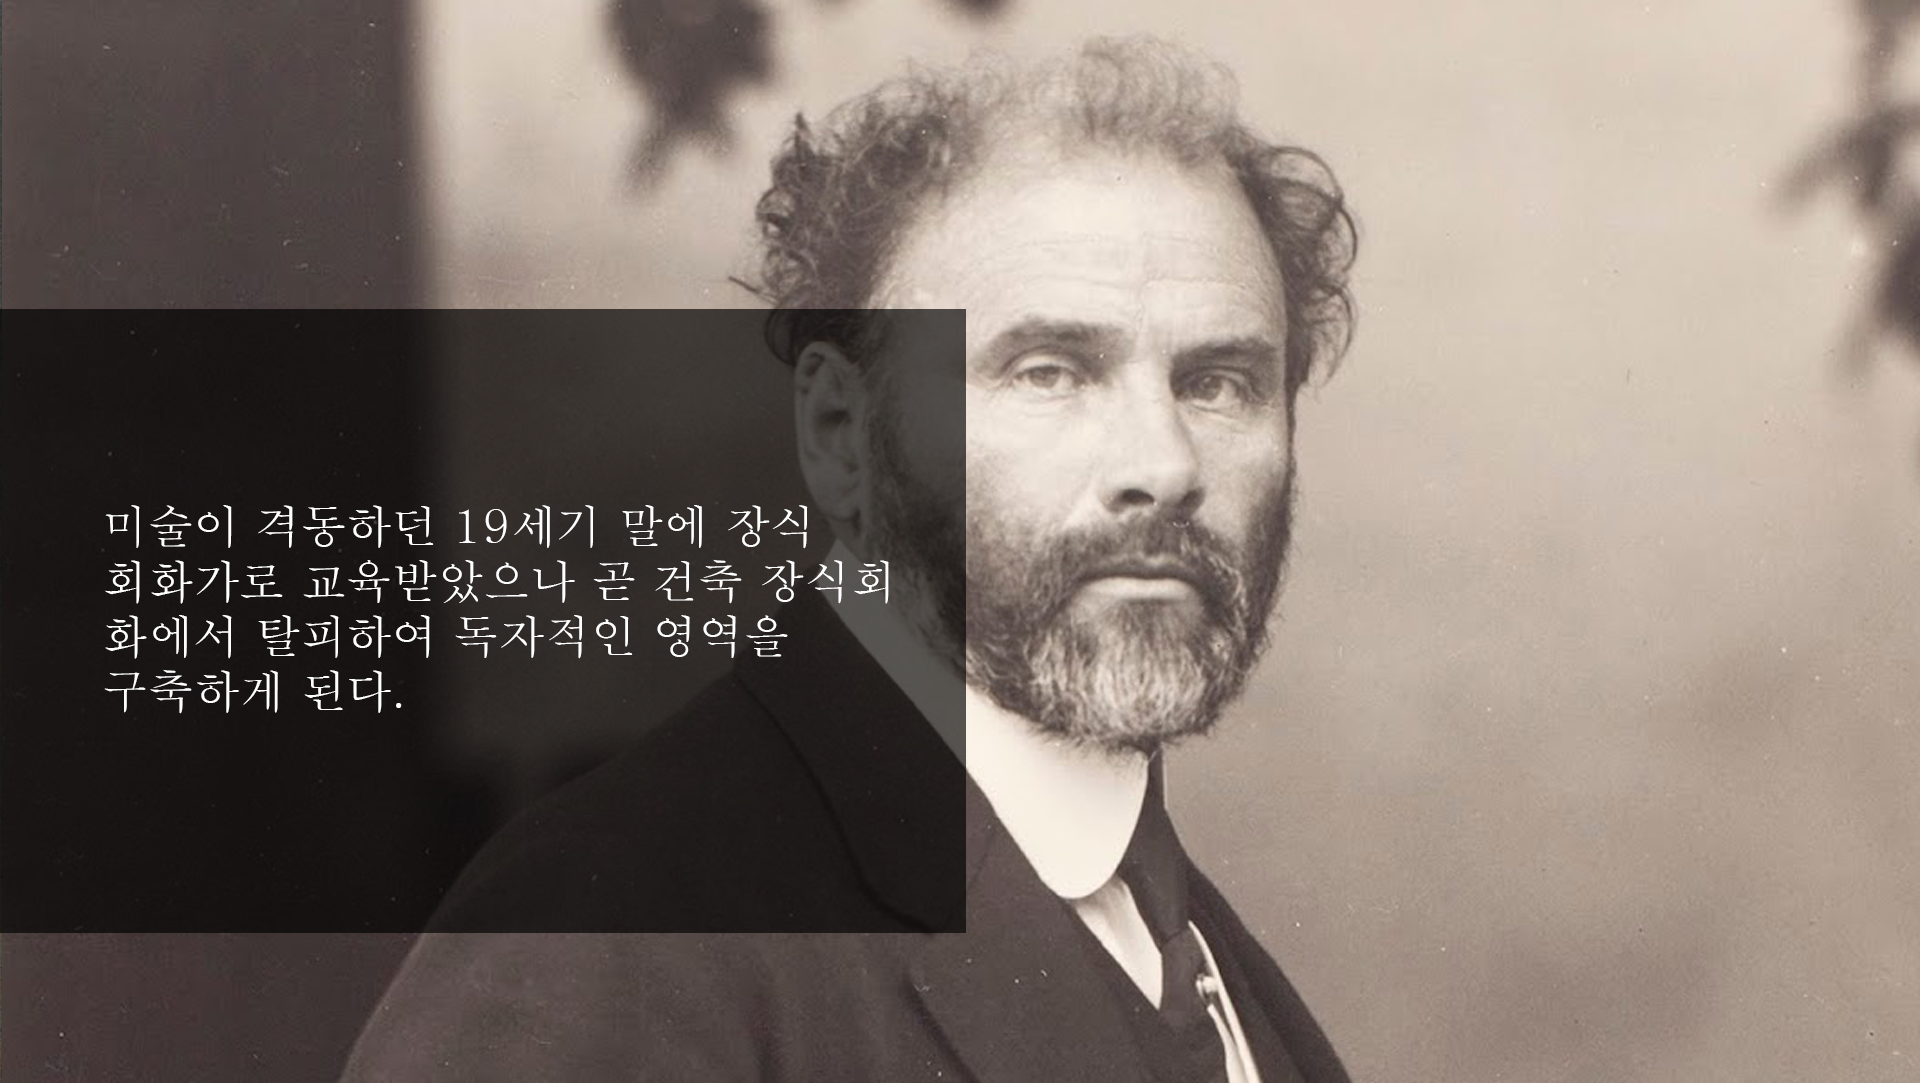 미술이 격동하던 19세기 말에 장식
회화가로 교육받았으나 곧 건축 장식회
화에서 탈피하여 독자적인 영역을
구축하게 된다.